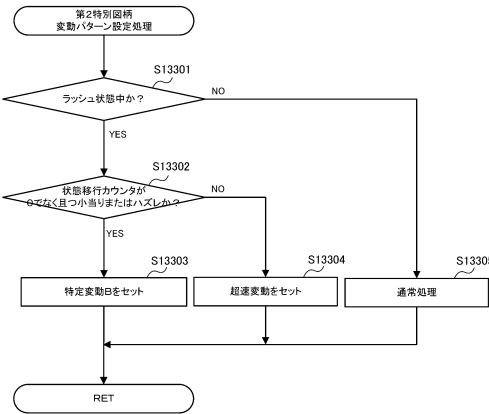 第2特別図柄
変動パターン設定処理
S13301
ラッシュ状態中か？
NO
YES
S13302
状態移行カウンタが
0でなく且つ小当りまたはハズレか？
NO
YES
S13303
特定変動Bをセット
S13304
超速変動をセット
S13305
通常処理
RET